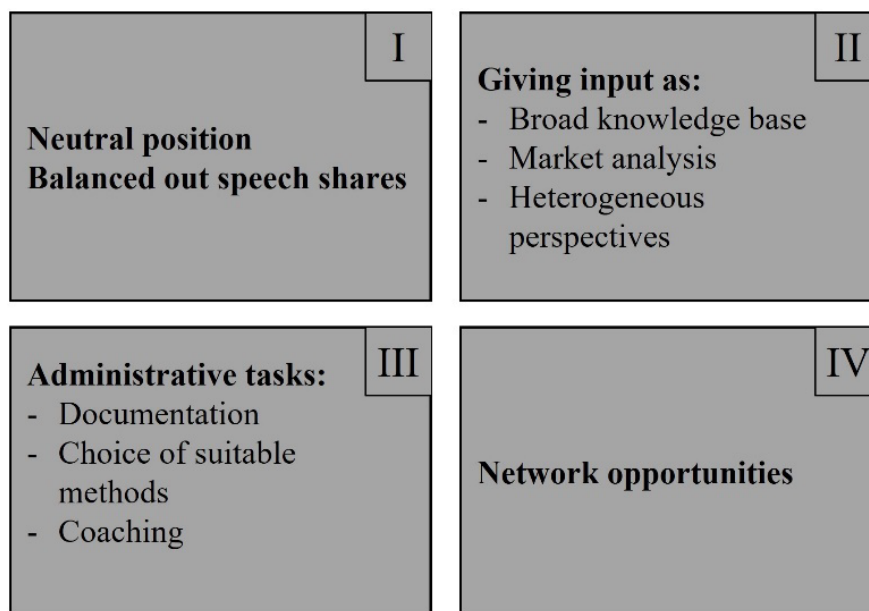 I
Neutral position
Balanced out speech shares
II
Giving input as:
- Broad knowledge base
- Market analysis
- Heterogeneous
perspectives
III
Administrative tasks:
- Documentation
- Choice of suitable
methods
- Coaching
IV
Network opportunities